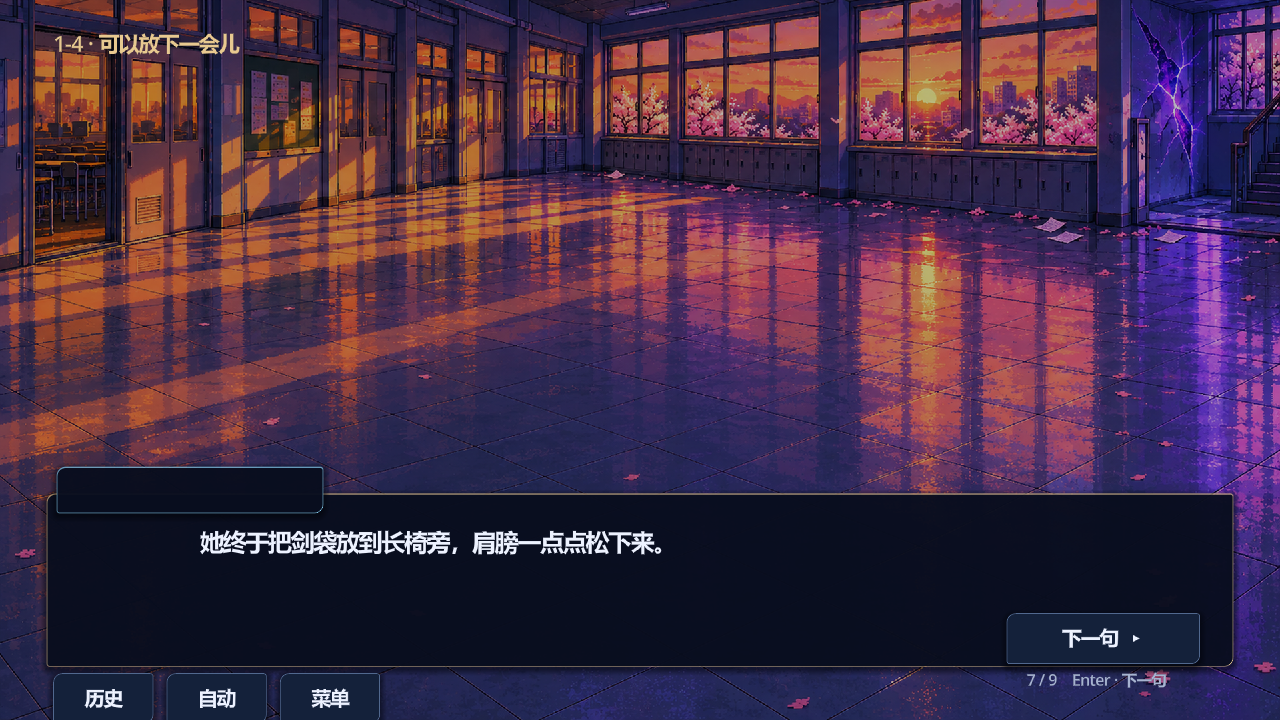 1-4 · 可以放下一会儿
她终于把剑袋放到长椅旁，肩膀一点点松下来。
下一句 ▸
7 / 9 Enter · 下一句
历史 自动 菜单